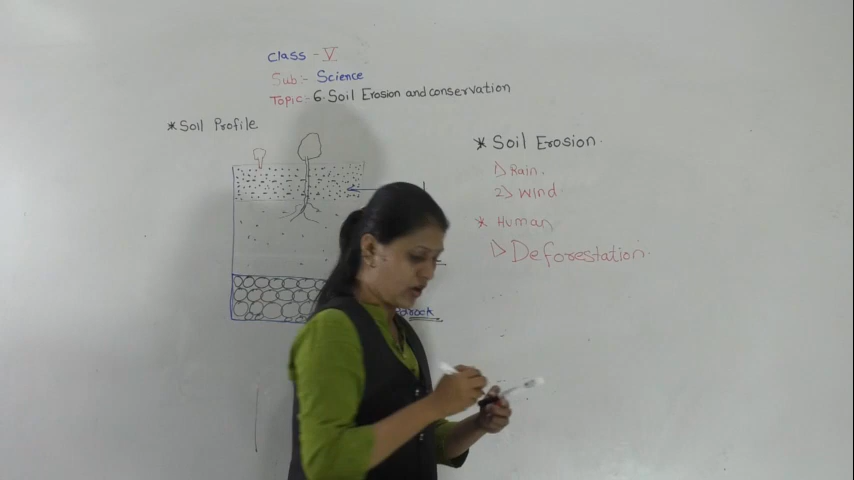 Class - V
Sub:- Science
Topic:- 6. Soil Erosion and conservation
* Soil Profile
* Soil Erosion.
1) Rain.
2) Wind.
* Human
1) Deforestation.
rock